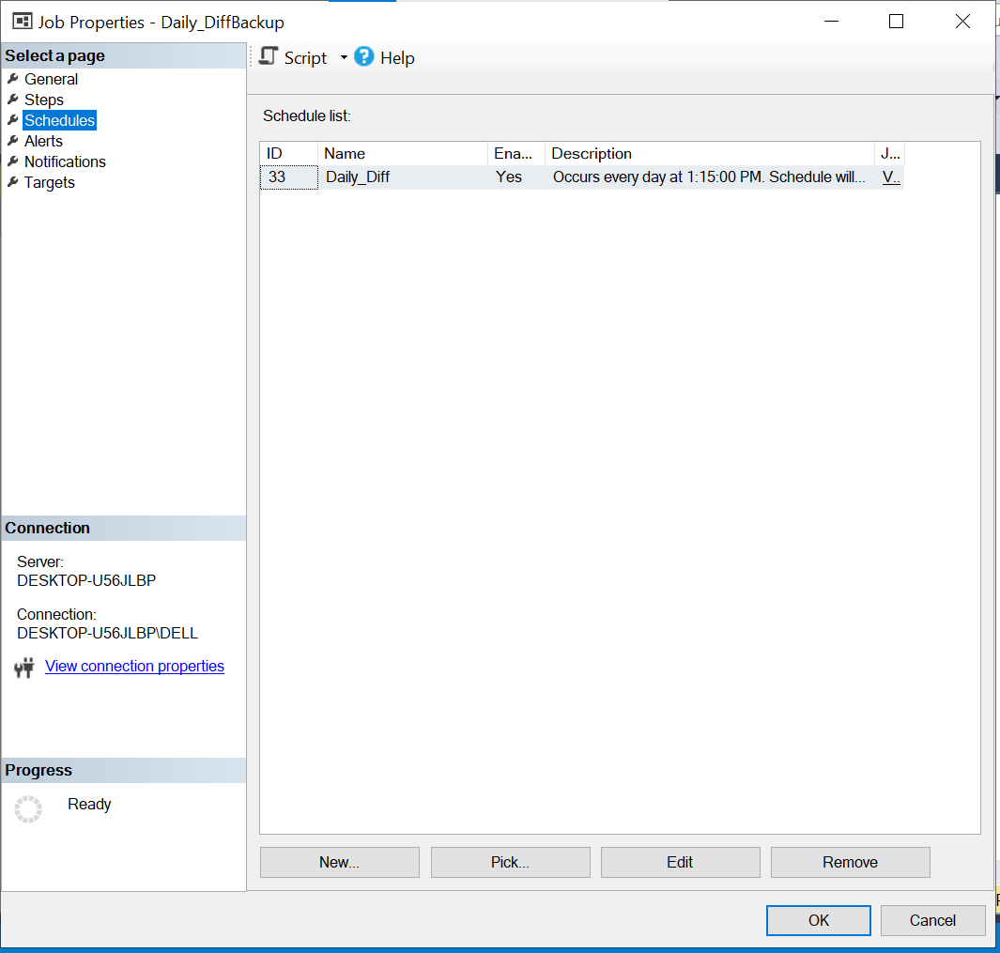 Job Properties - Daily_DiffBackup
Select a page
General
Steps
Schedules
Alerts
Notifications
Targets
Script
Help
Schedule list:
ID Name Ena... Description J...
33 Daily_Diff Yes Occurs every day at 1:15:00 PM. Schedule will... V..
Connection
Server:
DESKTOP-U56JLBP
Connection:
DESKTOP-U56JLBP\DELL
View connection properties
Progress
Ready
New... Pick... Edit Remove
OK Cancel